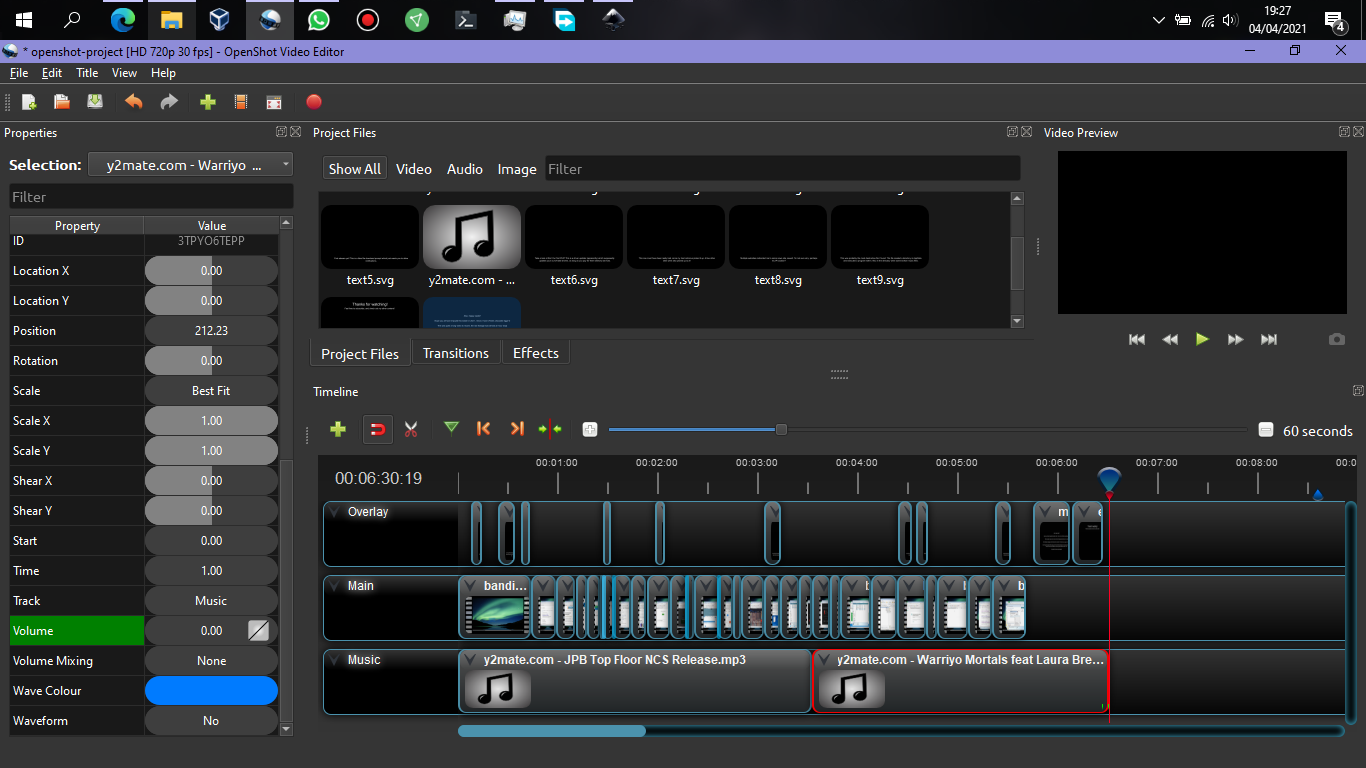 19:27
04/04/2021
4
* openshot-project [HD 720p 30 fps] - OpenShot Video Editor
File Edit Title View Help
Properties
Project Files
Video Preview
Selection: y2mate.com - Warriyo ...
Show All Video Audio Image Filter
Filter
Property Value
ID 3TPYO6TEPP
Location X 0.00
Location Y 0.00
Position 212.23
Rotation 0.00
Scale Best Fit
Scale X 1.00
Scale Y 1.00
Shear X 0.00
Shear Y 0.00
Start 0.00
Time 1.00
Track Music
Volume 0.00
Volume Mixing None
Wave Colour
Waveform No
text5.svg y2mate.com - ... text6.svg text7.svg text8.svg text9.svg
Thanks for watching!
Project Files Transitions Effects
Timeline
60 seconds
00:06:30:19
00:01:00 00:02:00 00:03:00 00:04:00 00:05:00 00:06:00 00:07:00 00:08:00 00:0
Overlay
m e
Main
bandi...
b l b
Music
y2mate.com - JPB Top Floor NCS Release.mp3
y2mate.com - Warriyo Mortals feat Laura Bre...